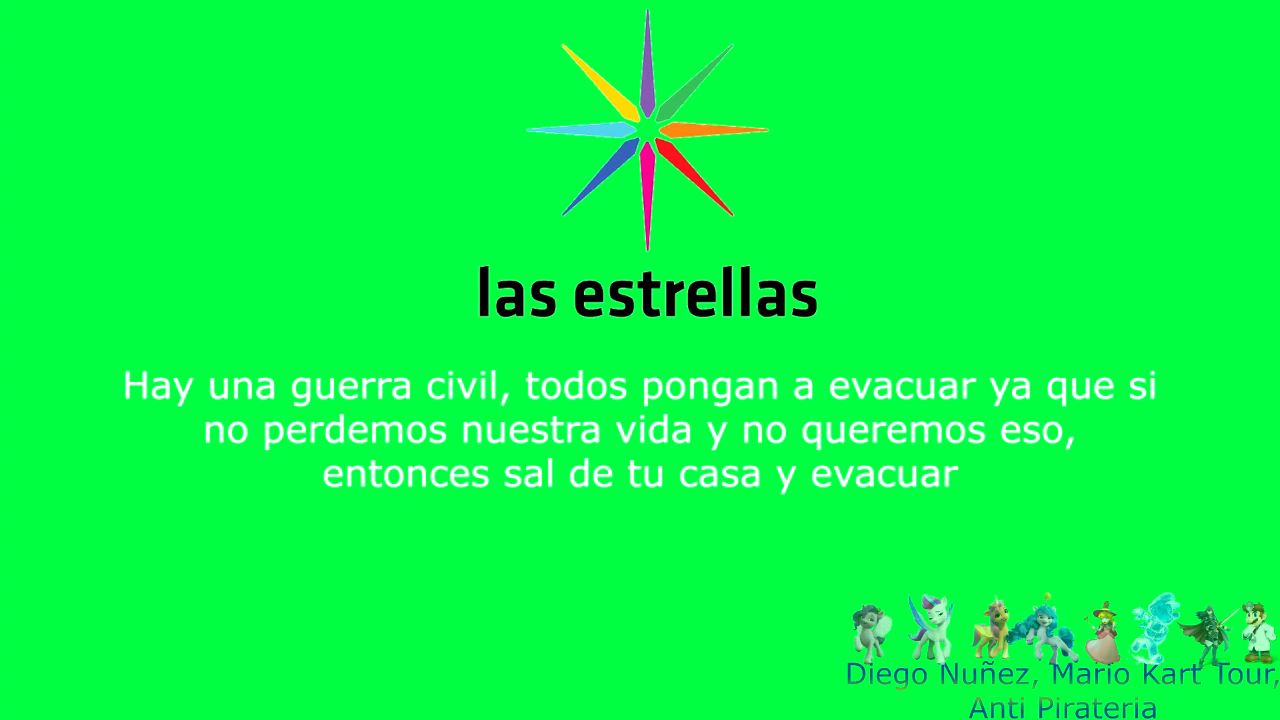 las estrellas
Hay una guerra civil, todos pongan a evacuar ya que si
no perdemos nuestra vida y no queremos eso,
entonces sal de tu casa y evacuar
Diego Nuñez, Mario Kart Tour,
Anti Pirateria